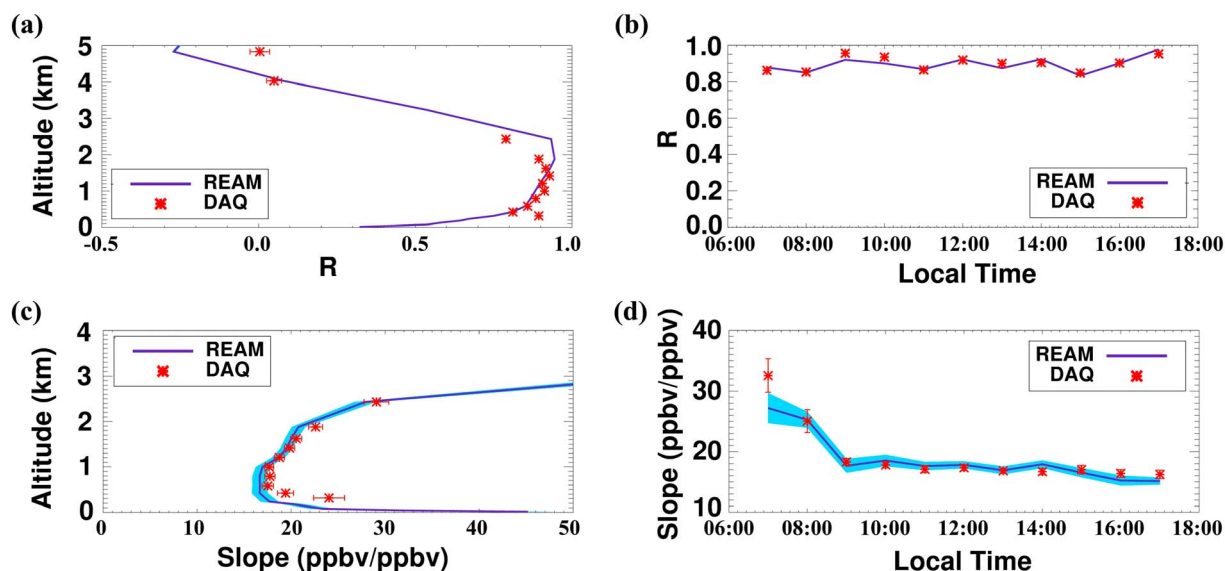 (a)
Altitude (km)
5
4
3
2
1
0
REAM
DAQ
-0.5
0.0
0.5
1.0
R
(b)
R
1.0
0.8
0.6
0.4
0.2
0.0
REAM
DAQ
06:00 08:00 10:00 12:00 14:00 16:00 18:00
Local Time
(c)
Altitude (km)
4
3
2
1
0
REAM
DAQ
0 10 20 30 40 50
Slope (ppbv/ppbv)
(d)
Slope (ppbv/ppbv)
40
30
20
10
REAM
DAQ
06:00 08:00 10:00 12:00 14:00 16:00 18:00
Local Time